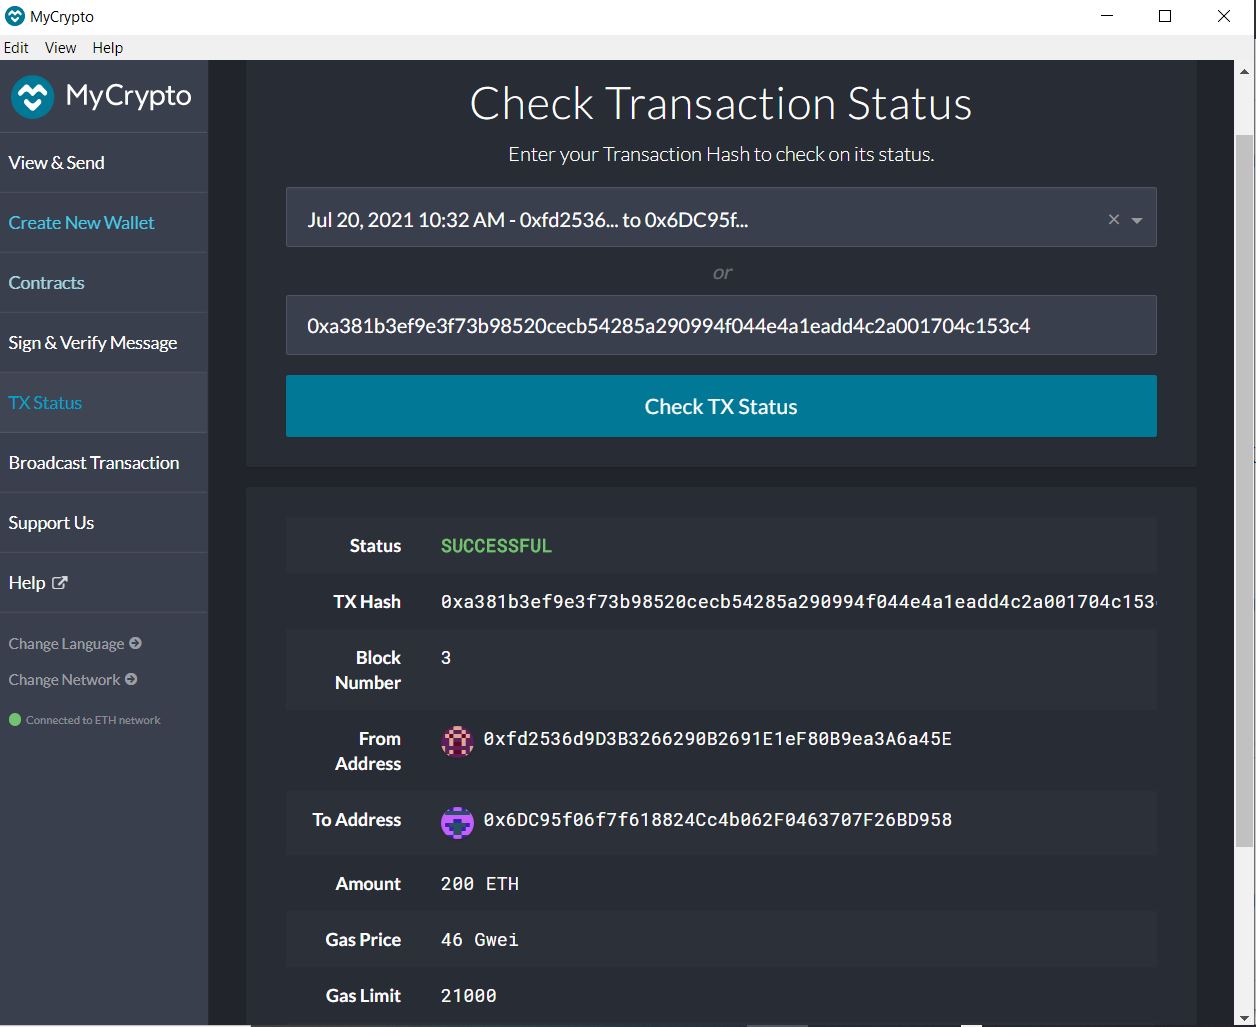 MyCrypto
Edit View Help
MyCrypto
View & Send
Create New Wallet
Contracts
Sign & Verify Message
TX Status
Broadcast Transaction
Support Us
Help
Change Language
Change Network
Connected to ETH network
Check Transaction Status
Enter your Transaction Hash to check on its status.
Jul 20, 2021 10:32 AM - 0xfd2536... to 0x6DC95f...
or
0xa381b3ef9e3f73b98520cecb54285a290994f044e4a1eadd4c2a001704c153c4
Check TX Status
Status SUCCESSFUL
TX Hash 0xa381b3ef9e3f73b98520cecb54285a290994f044e4a1eadd4c2a001704c153
Block 3
Number
From 0xfd2536d9D3B3266290B2691E1eF80B9ea3A6a45E
Address
To Address 0x6DC95f06f7f618824Cc4b062F0463707F26BD958
Amount 200 ETH
Gas Price 46 Gwei
Gas Limit 21000